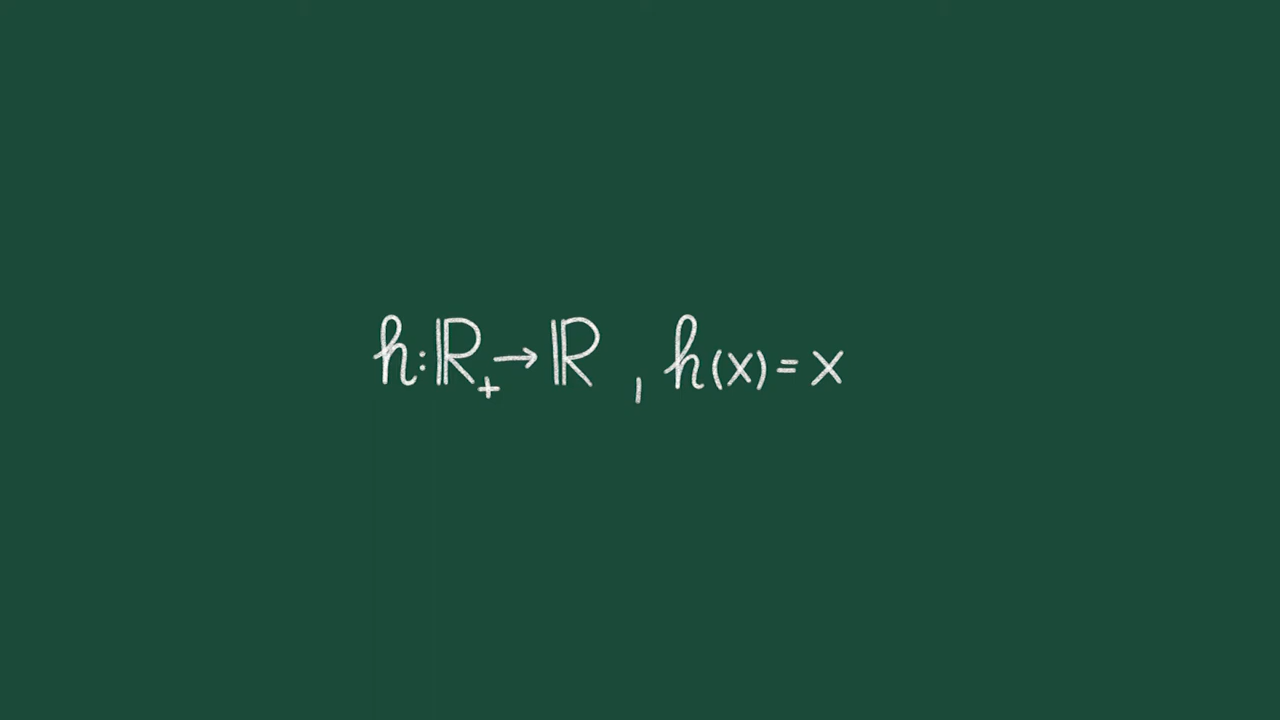 h:ℝ₊→ℝ , h(x) = x